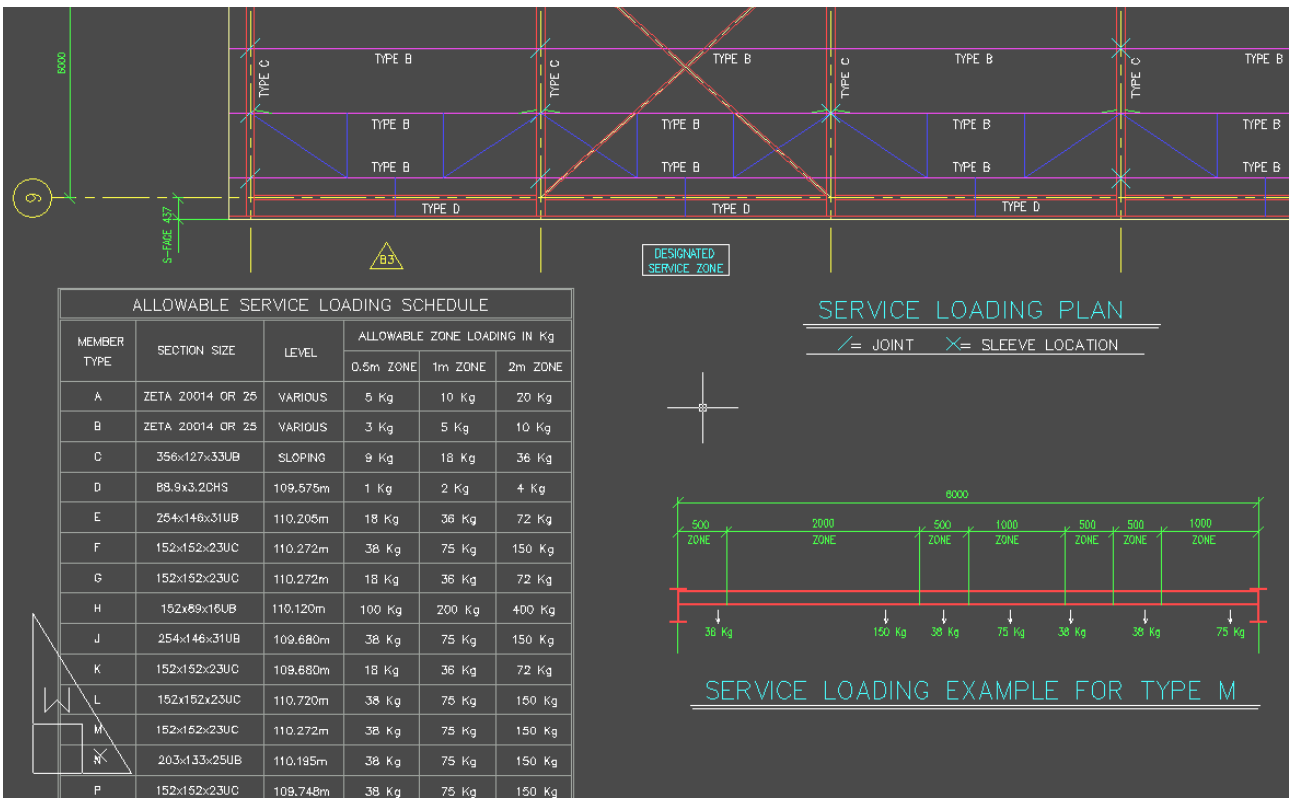 6000
TYPE C
TYPE B
TYPE C
TYPE B
TYPE B
TYPE C
TYPE B
TYPE B
TYPE B
TYPE B
TYPE B
TYPE B
TYPE B
TYPE B
TYPE B
6
S-FACE 437
TYPE D
TYPE D
TYPE D
B3
DESIGNATED
SERVICE ZONE
SERVICE LOADING PLAN
/= JOINT X= SLEEVE LOCATION
ALLOWABLE SERVICE LOADING SCHEDULE
MEMBER TYPE SECTION SIZE LEVEL ALLOWABLE ZONE LOADING IN Kg
0.5m ZONE 1m ZONE 2m ZONE
A ZETA 20014 OR 25 VARIOUS 5 Kg 10 Kg 20 Kg
B ZETA 20014 OR 25 VARIOUS 3 Kg 5 Kg 10 Kg
C 356x127x33UB SLOPING 9 Kg 18 Kg 36 Kg
D 88.9x3.2CHS 109.575m 1 Kg 2 Kg 4 Kg
E 254x146x31UB 110.205m 18 Kg 36 Kg 72 Kg
F 152x152x23UC 110.272m 38 Kg 75 Kg 150 Kg
G 152x152x23UC 110.272m 18 Kg 36 Kg 72 Kg
H 152x89x16UB 110.120m 100 Kg 200 Kg 400 Kg
J 254x146x31UB 109.680m 38 Kg 75 Kg 150 Kg
K 152x152x23UC 109.680m 18 Kg 36 Kg 72 Kg
L 152x152x23UC 110.720m 38 Kg 75 Kg 150 Kg
M 152x152x23UC 110.272m 38 Kg 75 Kg 150 Kg
N 203x133x25UB 110.195m 38 Kg 75 Kg 150 Kg
P 152x152x23UC 109.748m 38 Kg 75 Kg 150 Kg
W
6000
500 2000 500 1000 500 500 1000
ZONE ZONE ZONE ZONE ZONE ZONE ZONE
38 Kg 150 Kg 38 Kg 75 Kg 38 Kg 38 Kg 75 Kg
SERVICE LOADING EXAMPLE FOR TYPE M